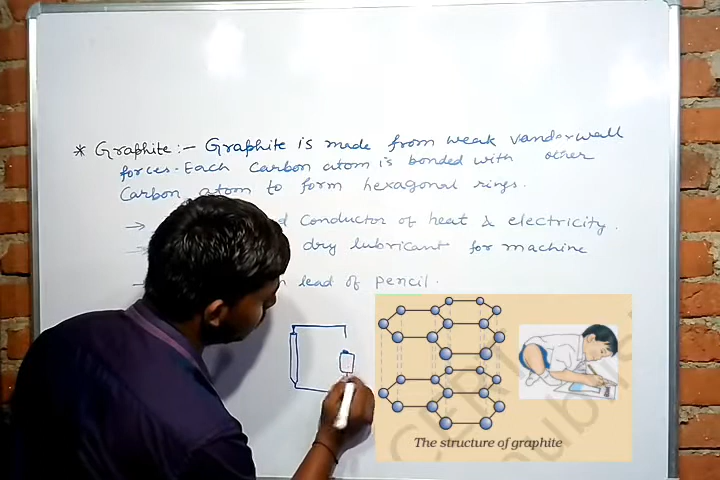 * Graphite :- Graphite is made from weak vanderwall
forces. Each Carbon atom is bonded with other
Carbon atom to form hexagonal rings.
→ conductor of heat & electricity.
dry lubricant for machine
lead of pencil.
The structure of graphite